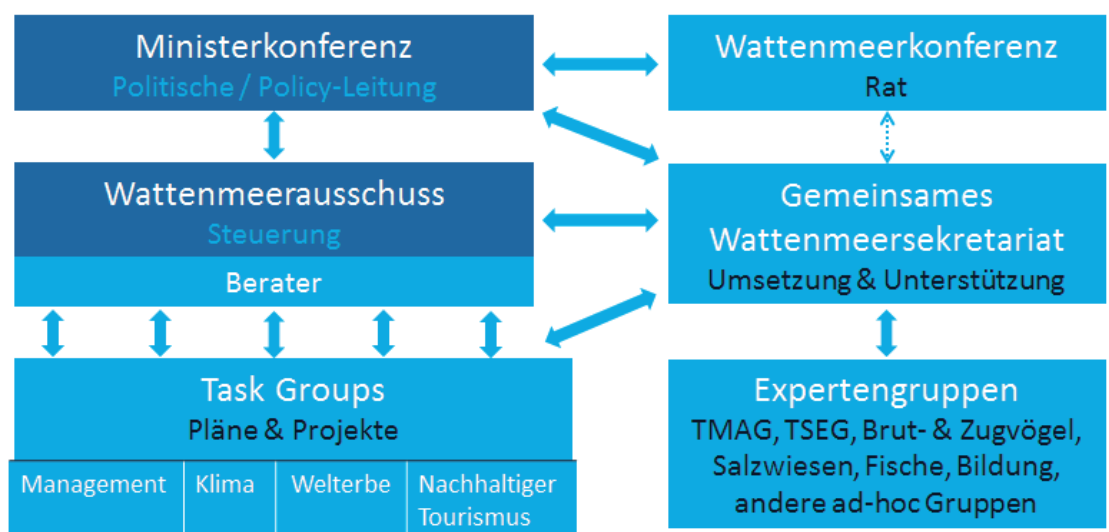 Ministerkonferenz
Politische / Policy-Leitung
Wattenmeerkonferenz
Rat
Wattenmeerausschuss
Steuerung
Berater
Gemeinsames
Wattenmeersekretariat
Umsetzung & Unterstützung
Task Groups
Pläne & Projekte
Management
Klima
Welterbe
Nachhaltiger
Tourismus
Expertengruppen
TMAG, TSEG, Brut- & Zugvögel,
Salzwiesen, Fische, Bildung,
andere ad-hoc Gruppen